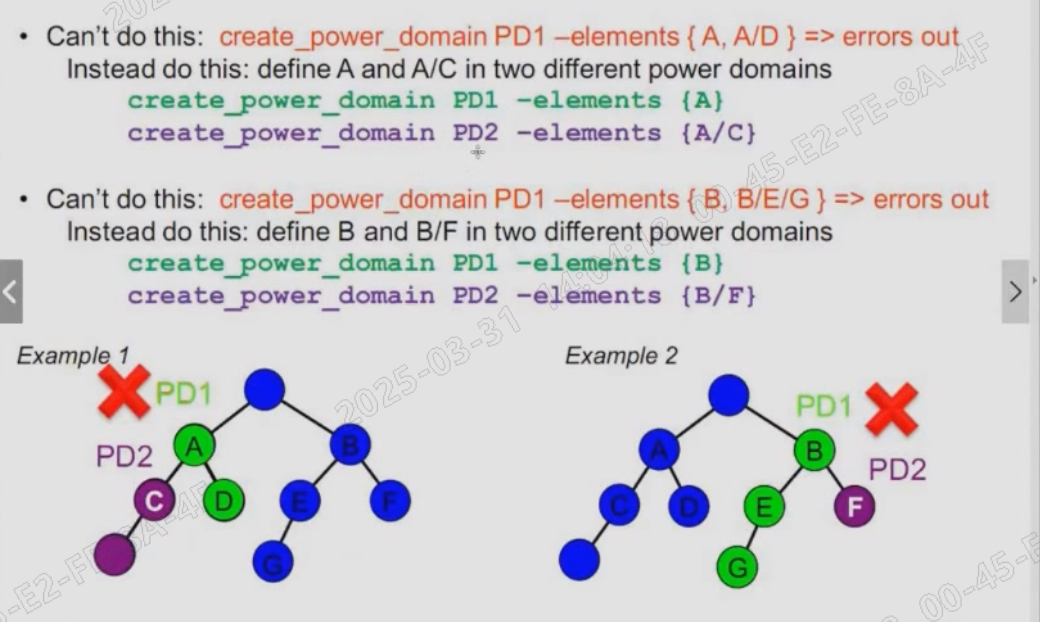 • Can't do this: create_power_domain PD1 –elements { A, A/D } => errors out
Instead do this: define A and A/C in two different power domains
create_power_domain PD1 –elements {A}
create_power_domain PD2 –elements {A/C}
• Can't do this: create_power_domain PD1 –elements { B, B/E/G } => errors out
Instead do this: define B and B/F in two different power domains
create_power_domain PD1 –elements {B}
create_power_domain PD2 –elements {B/F}
Example 1
Example 2
PD1
PD2
A
B
C
D
E
F
G
PD1
PD2
A
B
C
D
E
F
G
2025-03-31 14:04:18 00-45-E2-FE-8A-4F